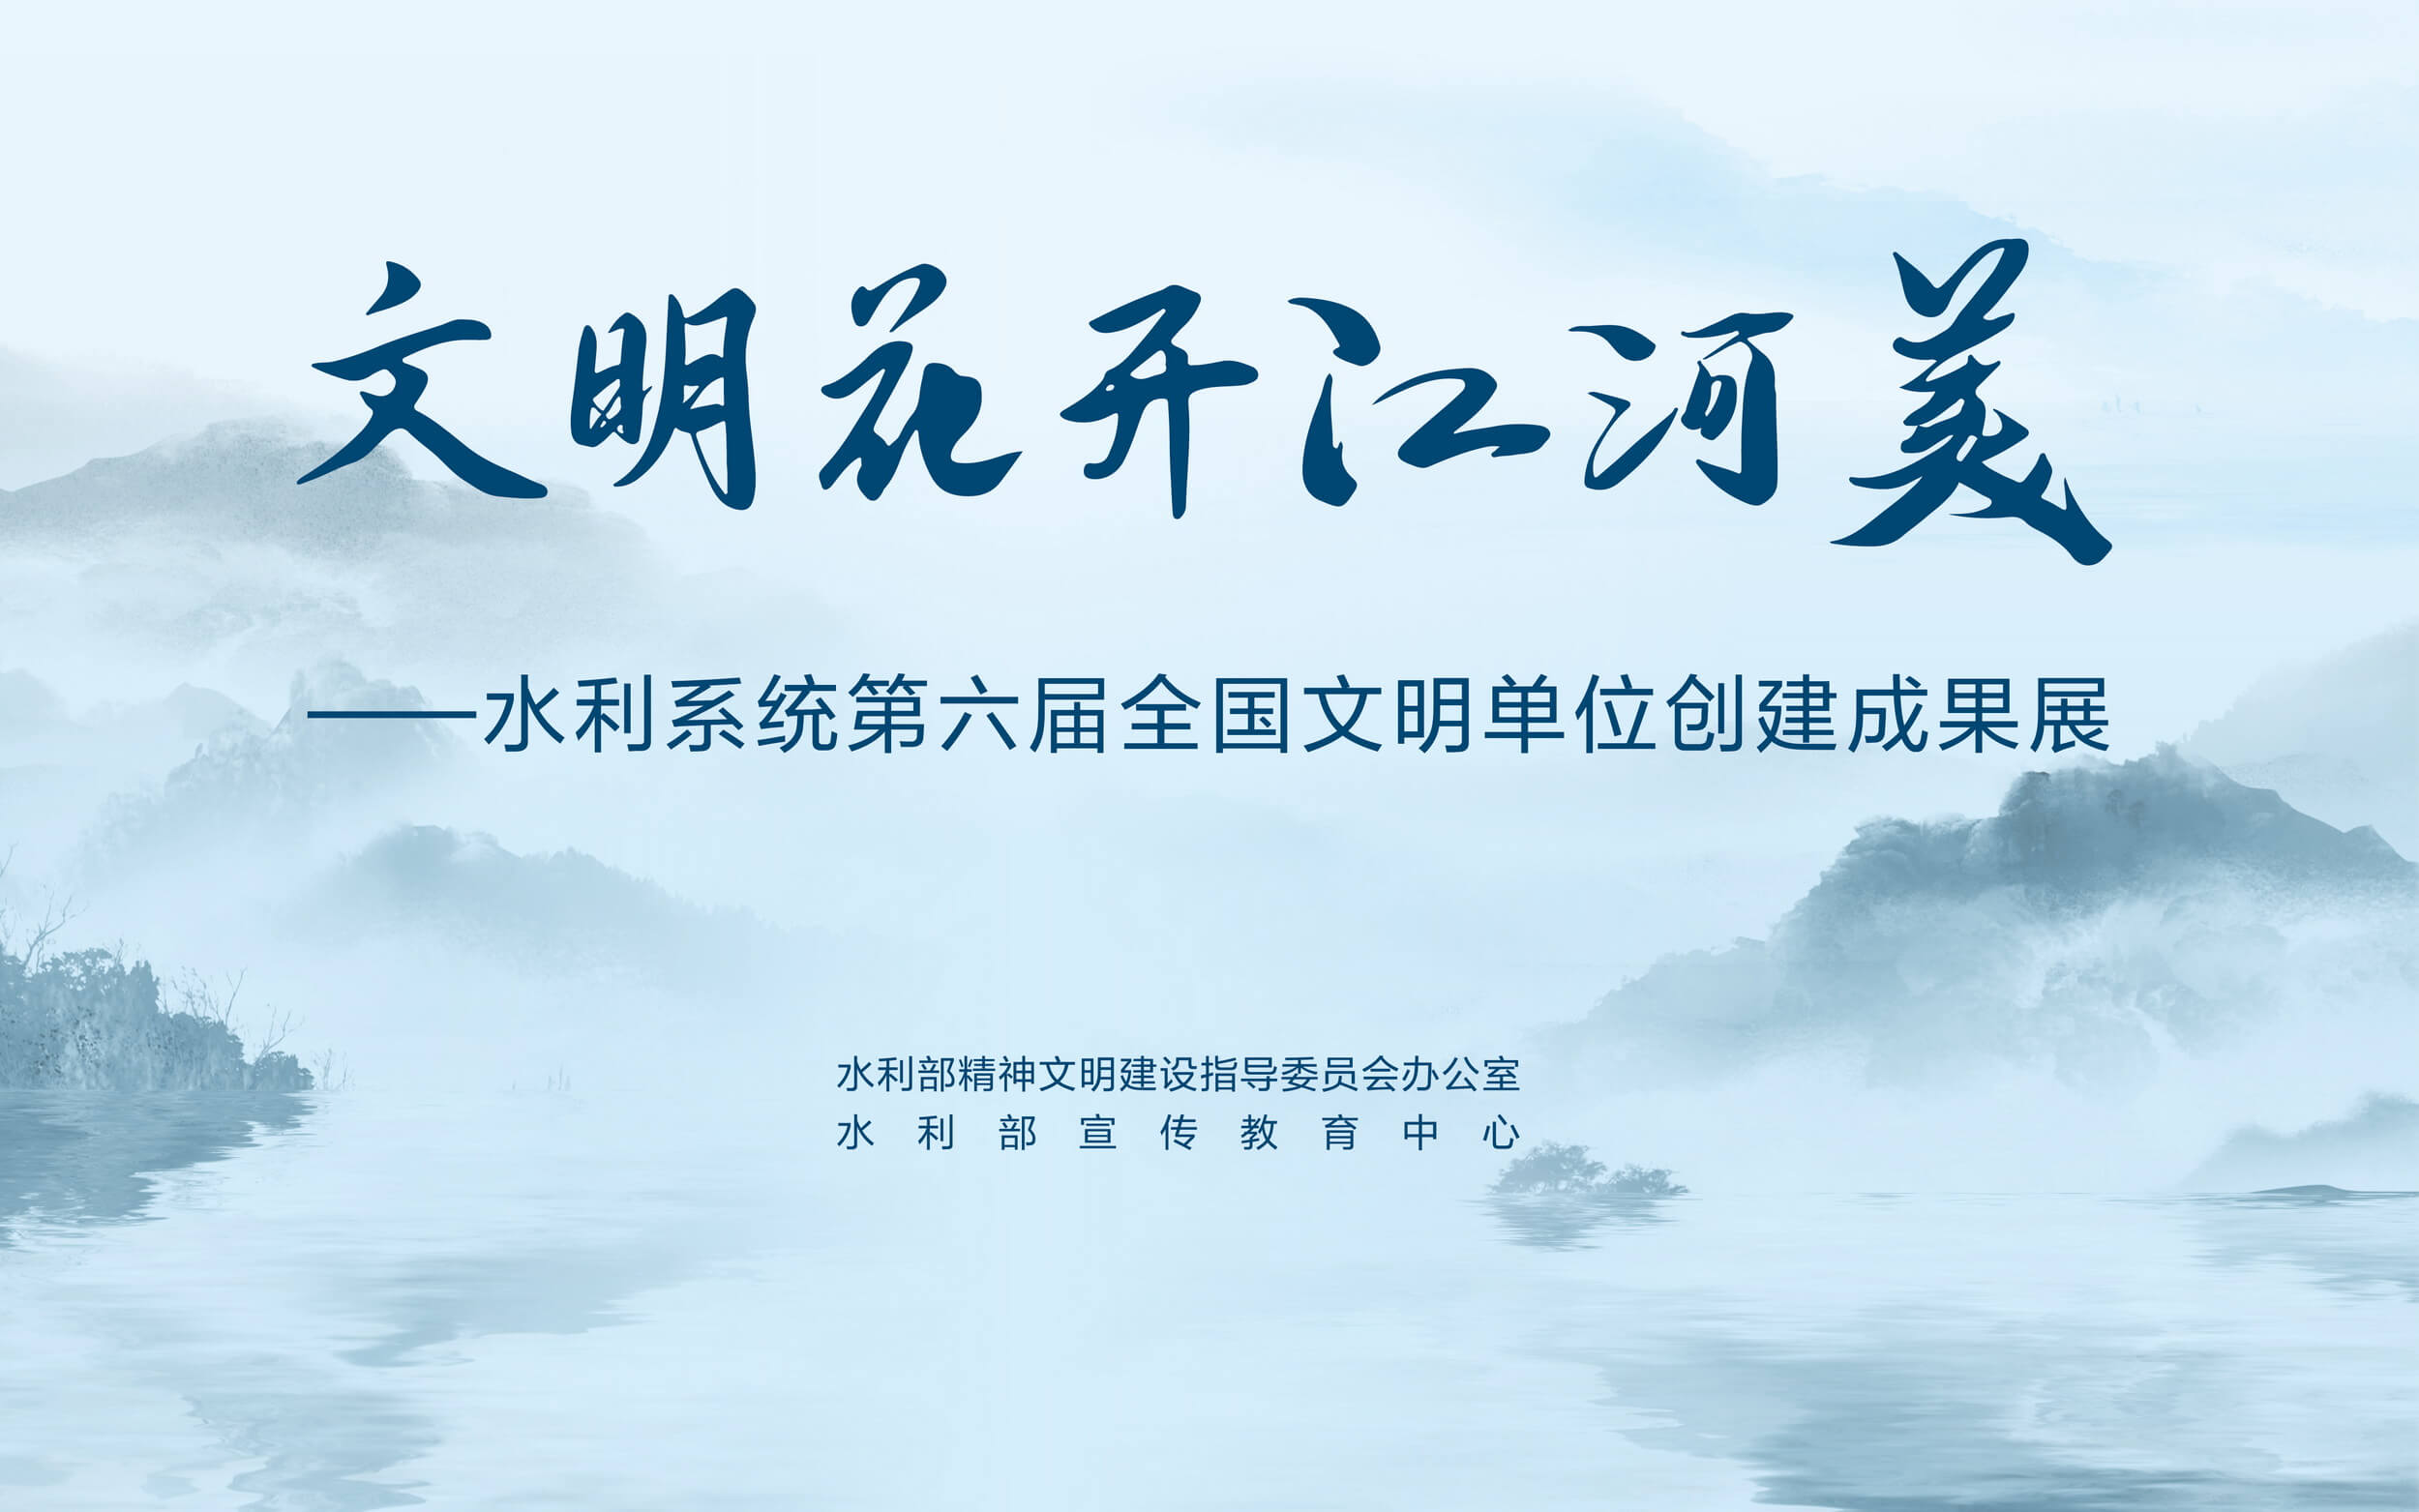 文明花开江河美
——水利系统第六届全国文明单位创建成果展
水利部精神文明建设指导委员会办公室
水利部宣传教育中心